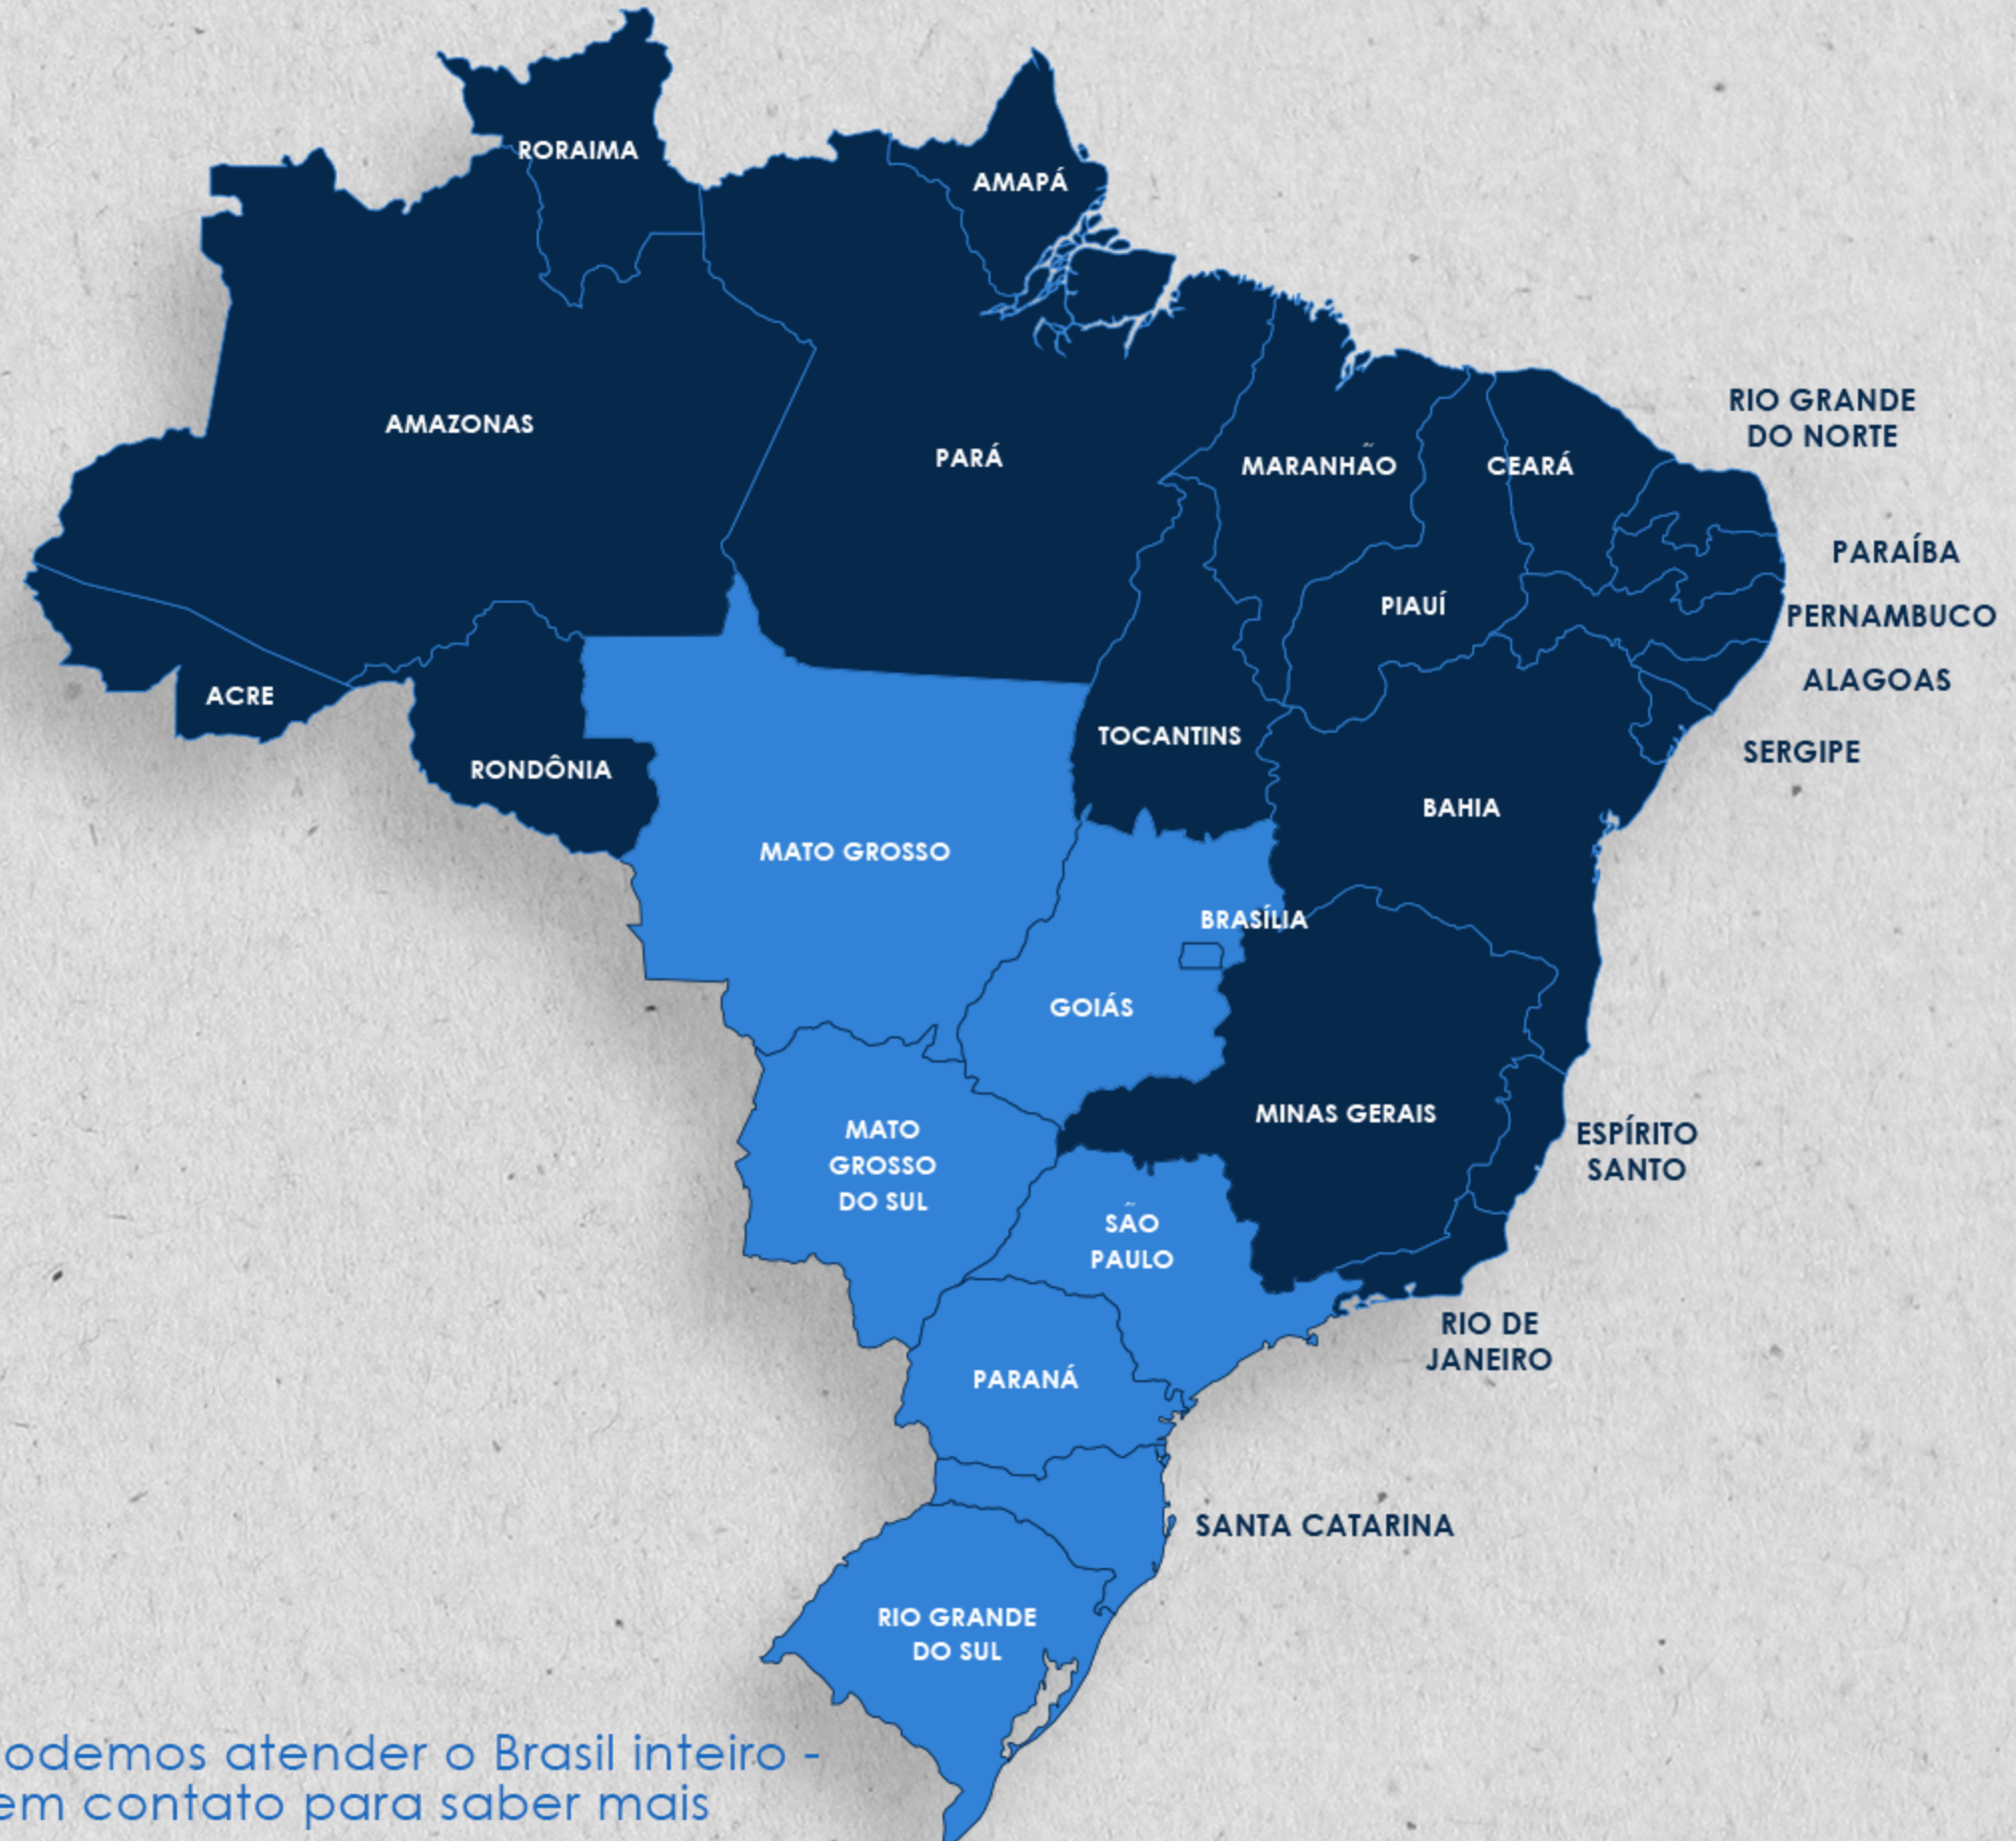 RORAIMA
AMAPÁ
RIO GRANDE
DO NORTE
AMAZONAS
PARÁ
MARANHÃO
CEARÁ
PARAÍBA
PIAUÍ
PERNAMBUCO
ALAGOAS
ACRE
TOCANTINS
SERGIPE
RONDÔNIA
BAHIA
MATO GROSSO
BRASÍLIA
GOIÁS
MINAS GERAIS
ESPÍRITO
SANTO
MATO
GROSSO
DO SUL
SÃO
PAULO
RIO DE
JANEIRO
PARANÁ
SANTA CATARINA
RIO GRANDE
DO SUL
odemos atender o Brasil inteiro -
em contato para saber mais